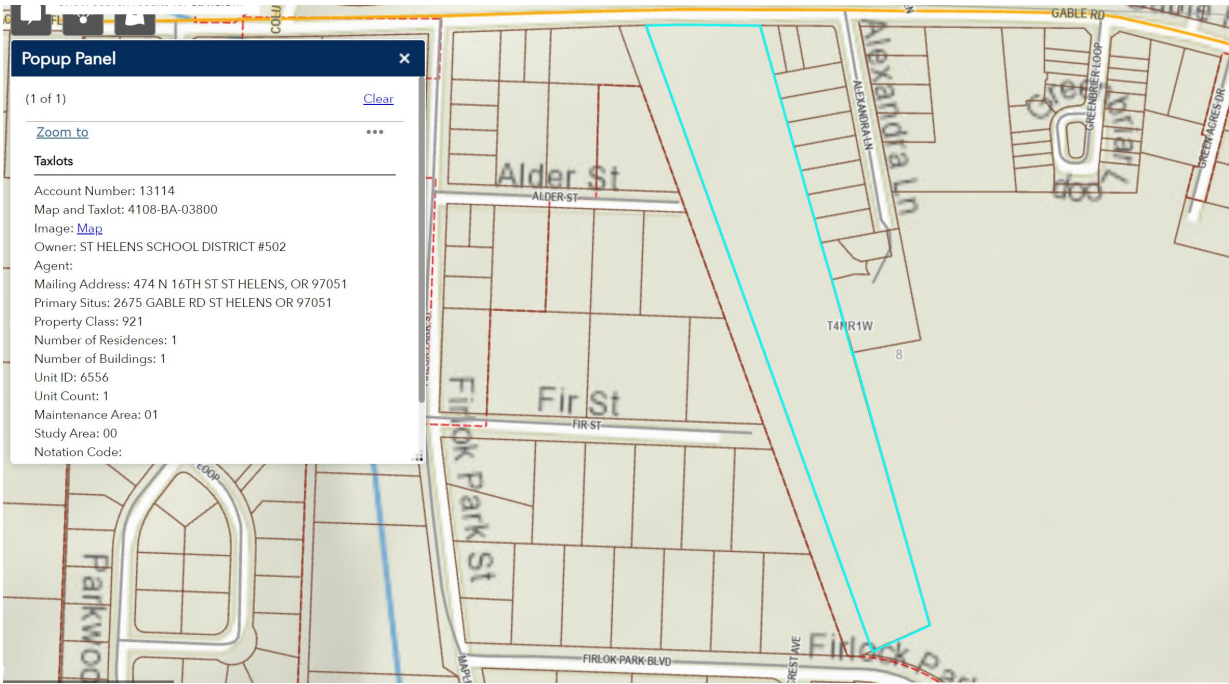 GABLE RD
Popup Panel
(1 of 1)
Clear
Zoom to
Taxlots
Account Number: 13114
Map and Taxlot: 4108-BA-03800
Image: Map
Owner: ST HELENS SCHOOL DISTRICT #502
Agent:
Mailing Address: 474 N 16TH ST ST HELENS, OR 97051
Primary Situs: 2675 GABLE RD ST HELENS OR 97051
Property Class: 921
Number of Residences: 1
Number of Buildings: 1
Unit ID: 6556
Unit Count: 1
Maintenance Area: 01
Study Area: 00
Notation Code:
Alexandra Ln
ALEXANDRA LN
GREENBRIER LOOP
GREEN ACRES DR
Alder St
ALDER ST
T4NR1W
8
Fir St
FIR ST
Firlok Park St
LOOP
Parkwood
Firlock Par
FIRLOK PARK BLVD
MAPLE
CREST AVE